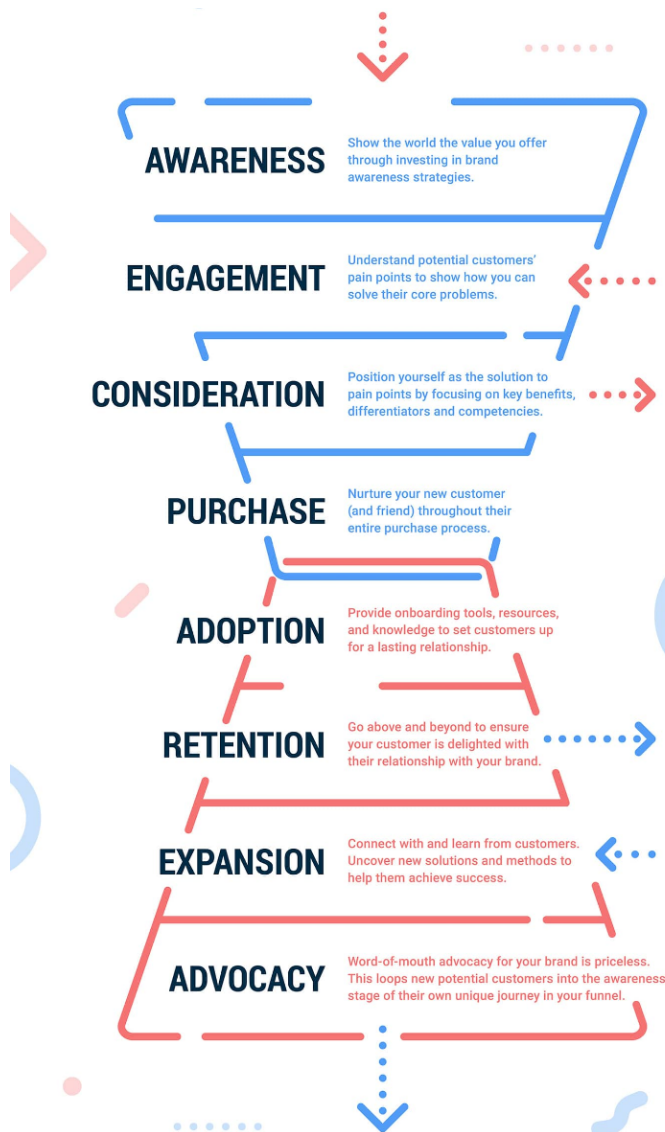 AWARENESS
Show the world the value you offer
through investing in brand
awareness strategies.
ENGAGEMENT
Understand potential customers'
pain points to show how you can
solve their core problems.
CONSIDERATION
Position yourself as the solution to
pain points by focusing on key benefits,
differentiators and competencies.
PURCHASE
Nurture your new customer
(and friend) throughout their
entire purchase process.
ADOPTION
Provide onboarding tools, resources,
and knowledge to set customers up
for a lasting relationship.
RETENTION
Go above and beyond to ensure
your customer is delighted with
their relationship with your brand.
EXPANSION
Connect with and learn from customers.
Uncover new solutions and methods to
help them achieve success.
ADVOCACY
Word-of-mouth advocacy for your brand is priceless.
This loops new potential customers into the awareness
stage of their own unique journey in your funnel.